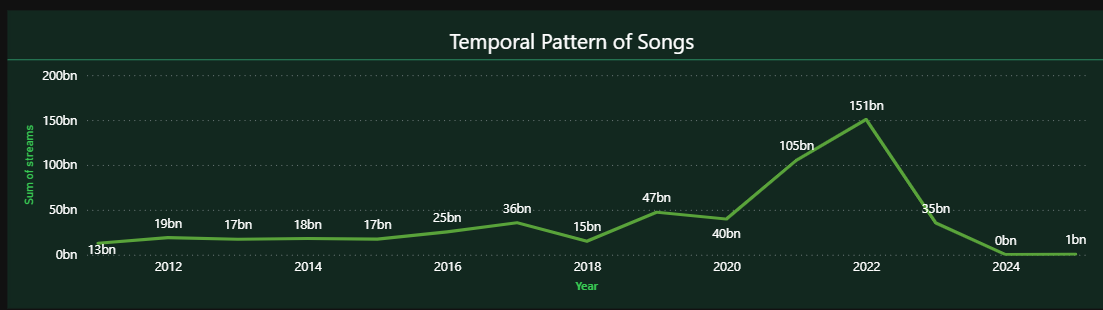 Temporal Pattern of Songs
Sum of streams
200bn
150bn
100bn
50bn
0bn
13bn
19bn
17bn
18bn
17bn
25bn
36bn
15bn
47bn
40bn
105bn
151bn
35bn
0bn
1bn
2012
2014
2016
2018
2020
2022
2024
Year